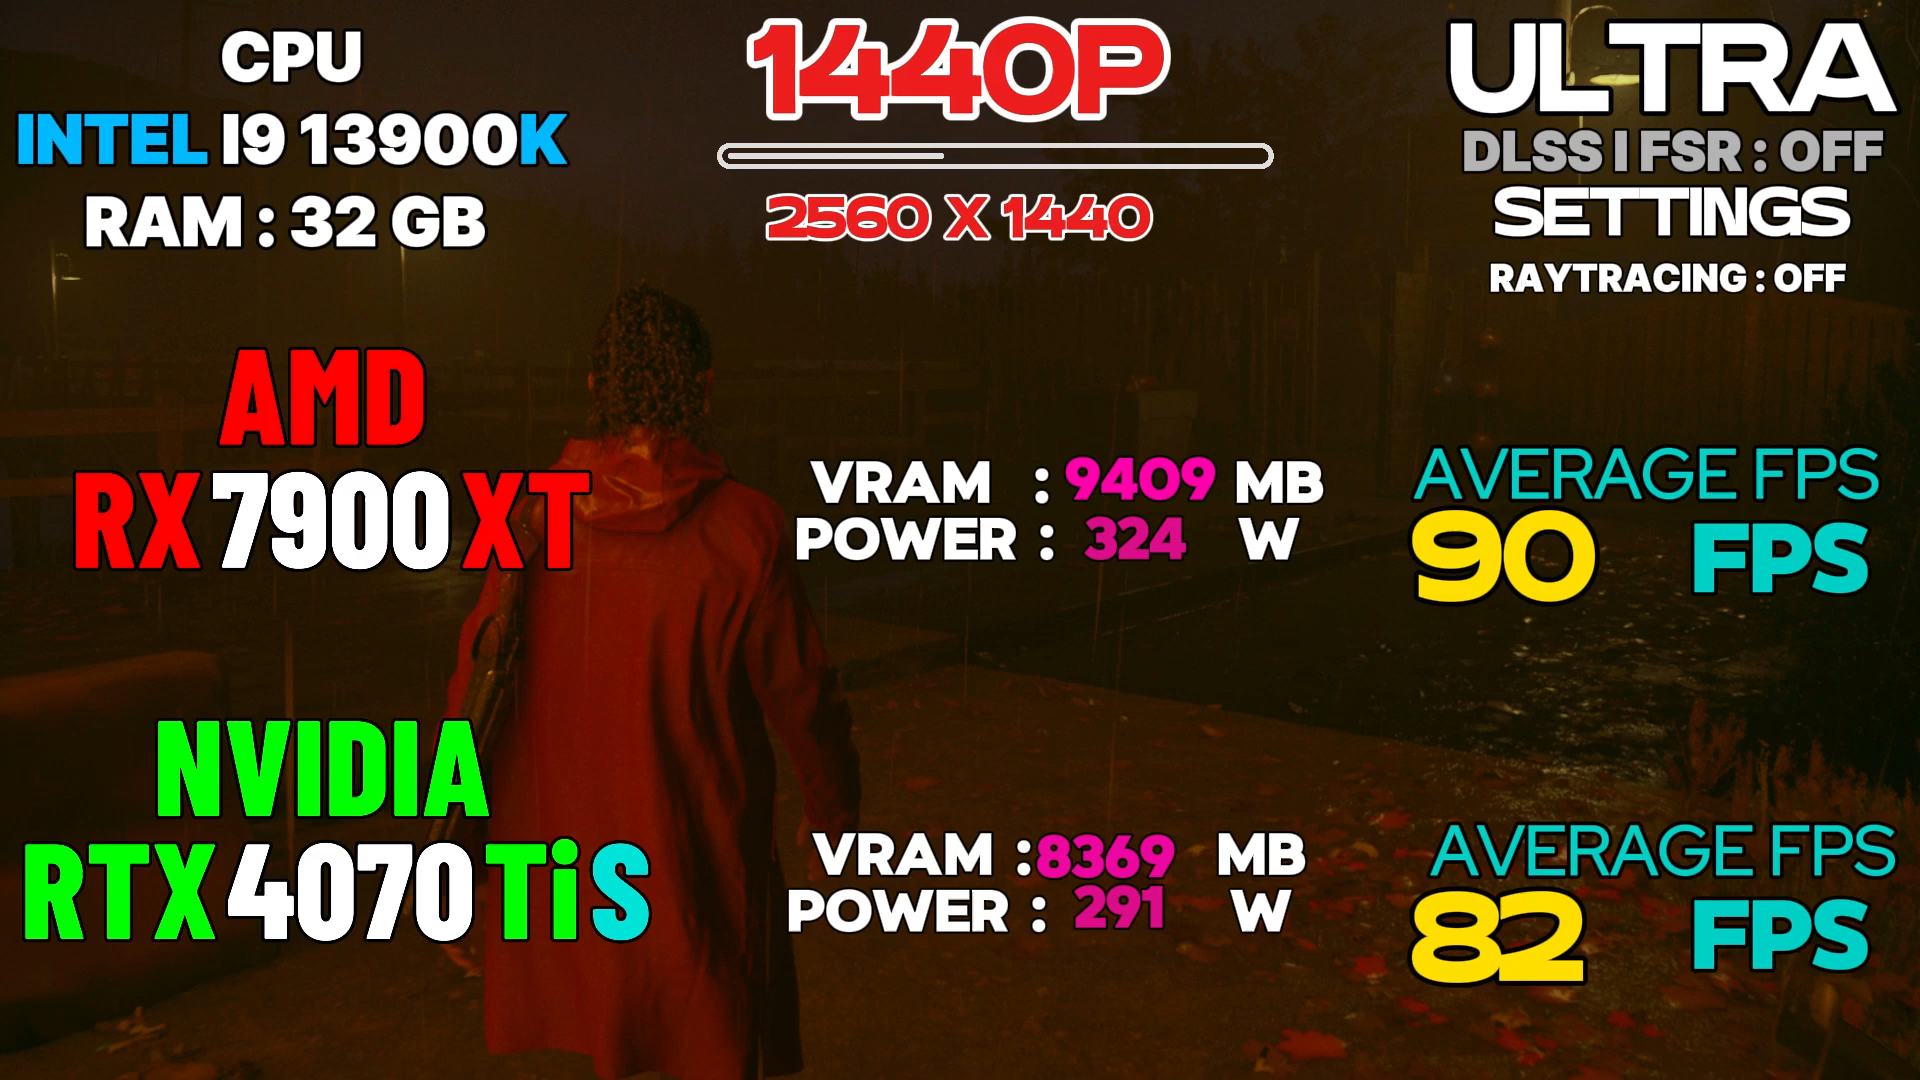 CPU
INTEL I9 13900K
RAM : 32 GB
1440P
2560 X 1440
ULTRA
DLSS | FSR : OFF
SETTINGS
RAYTRACING : OFF
AMD
RX 7900 XT
VRAM : 9409 MB
POWER : 324 W
AVERAGE FPS
90 FPS
NVIDIA
RTX 4070 TiS
VRAM : 8369 MB
POWER : 291 W
AVERAGE FPS
82 FPS